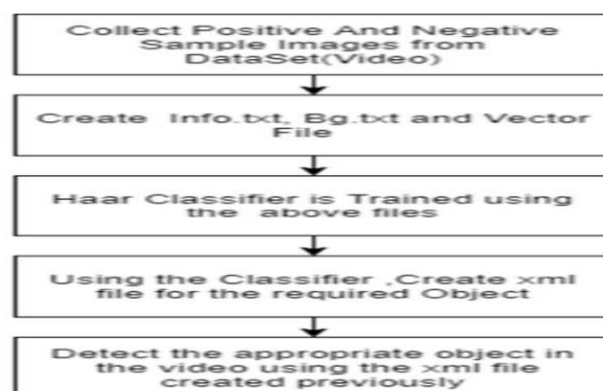 Collect Positive And Negative
Sample Images from
DataSet(Video)
Create Info.txt, Bg.txt and Vector
File
Haar Classifier is Trained using
the above files
Using the Classifier ,Create xml
file for the required Object
Detect the appropriate object in
the video using the xml file
created previously